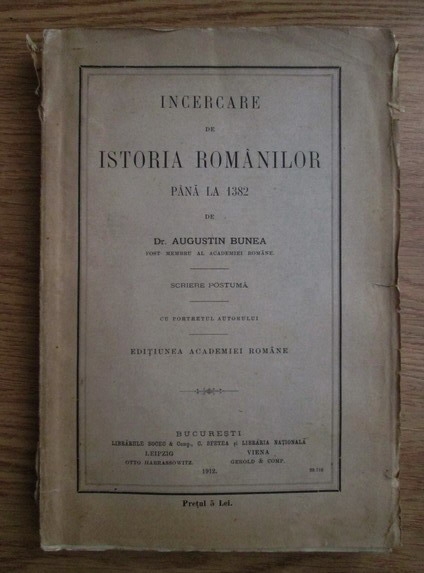 INCERCARE
DE
ISTORIA ROMÂNILOR
PÂNĂ LA 1382
DE
Dr. AUGUSTIN BUNEA
FOST MEMBRU AL ACADEMIEI ROMÂNE
SCRIERE POSTUMĂ
CU PORTRETUL AUTORULUI
EDIȚIUNEA ACADEMIEI ROMÂNE
BUCUREȘTI
LIBRĂRIILE SOCEC & Comp., C. SFETEA și LIBRĂRIA NAȚIONALĂ
LEIPZIG VIENA
OTTO HARRASSOWITZ. GEROLD & COMP.
1912.
Prețul 5 Lei.